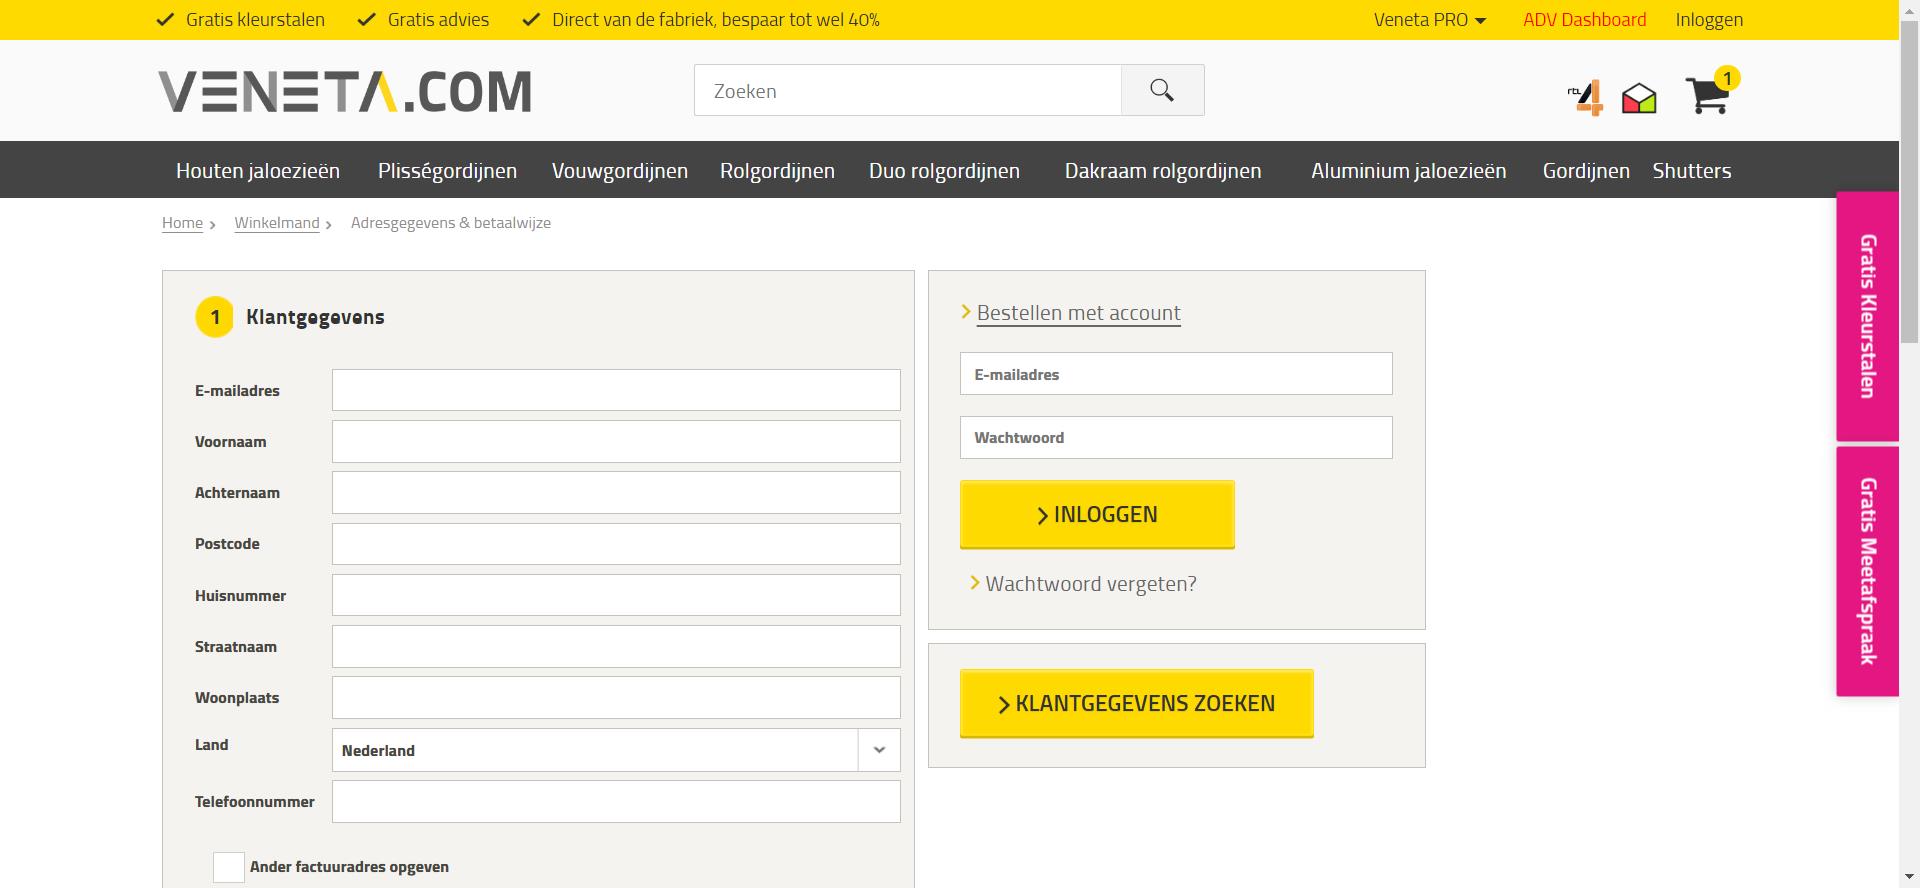 Gratis kleurstalen
Gratis advies
Direct van de fabriek, bespaar tot wel 40%
Veneta PRO
ADV Dashboard
Inloggen
VENETA.COM
Zoeken
rtl 4
1
Houten jaloezieën
Plisségordijnen
Vouwgordijnen
Rolgordijnen
Duo rolgordijnen
Dakraam rolgordijnen
Aluminium jaloezieën
Gordijnen
Shutters
Home
Winkelmand
Adresgegevens & betaalwijze
1 Klantgegevens
E-mailadres
Voornaam
Achternaam
Postcode
Huisnummer
Straatnaam
Woonplaats
Land
Nederland
Telefoonnummer
Ander factuuradres opgeven
Bestellen met account
E-mailadres
Wachtwoord
INLOGGEN
Wachtwoord vergeten?
KLANTGEGEVENS ZOEKEN
Gratis Kleurstalen
Gratis Meetafspraak